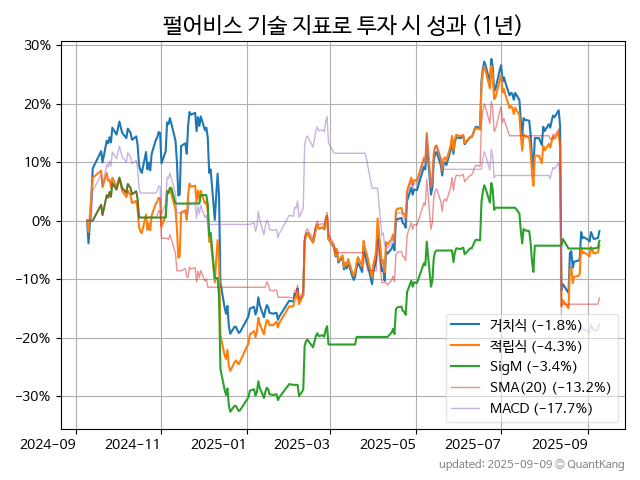 펄어비스 기술 지표로 투자 시 성과 (1년)
30%
20%
10%
0%
−10%
−20%
−30%
2024-09
2024-11
2025-01
2025-03
2025-05
2025-07
2025-09
거치식 (−1.8%)
적립식 (−4.3%)
SigM (−3.4%)
SMA(20) (−13.2%)
MACD (−17.7%)
updated: 2025-09-09 © QuantKang